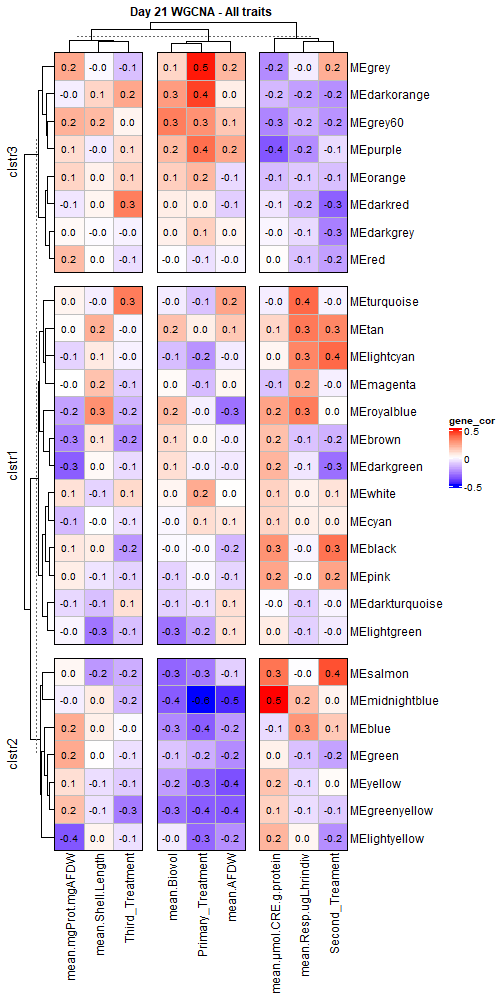 Day 21 WGCNA - All traits
clstr3
0.2 -0.0 -0.1 0.1 0.5 0.2 -0.2 -0.0 0.2 MEgrey
-0.0 0.1 0.2 0.3 0.4 0.0 -0.2 -0.2 -0.2 MEdarkorange
0.2 0.2 0.0 0.3 0.3 0.1 -0.3 -0.2 -0.2 MEgrey60
0.1 -0.0 0.1 0.2 0.4 0.2 -0.4 -0.2 -0.1 MEpurple
0.1 0.0 0.1 0.1 0.2 -0.1 -0.1 -0.1 -0.1 MEorange
-0.1 0.0 0.3 0.0 0.0 -0.1 -0.1 -0.2 -0.3 MEdarkred
0.0 -0.0 -0.0 0.0 0.1 -0.0 -0.0 -0.1 -0.3 MEdarkgrey
0.2 0.0 -0.1 0.0 -0.1 -0.0 0.0 -0.1 -0.2 MEred
clstr1
0.0 -0.0 0.3 0.0 -0.1 0.2 -0.0 0.4 -0.0 MEturquoise
0.0 0.2 -0.0 0.2 0.0 0.1 0.1 0.3 0.3 MEtan
-0.1 0.1 -0.0 -0.1 -0.2 -0.0 0.0 0.3 0.4 MElightcyan
-0.0 0.2 -0.1 0.0 -0.1 0.0 -0.1 0.2 -0.0 MEmagenta
-0.2 0.3 -0.2 0.2 -0.0 -0.3 0.2 0.3 0.0 MEroyalblue
-0.3 0.1 -0.2 0.1 -0.0 -0.0 0.2 -0.1 -0.2 MEbrown
-0.3 0.0 -0.1 0.1 -0.0 -0.0 0.2 -0.1 -0.3 MEdarkgreen
0.1 -0.1 0.1 0.0 0.2 0.0 0.1 0.0 0.1 MEwhite
-0.1 0.0 -0.0 -0.0 0.1 0.1 0.1 0.0 0.0 MEcyan
0.1 0.0 -0.2 -0.0 0.0 -0.2 0.3 -0.0 0.3 MEblack
0.0 -0.1 -0.1 -0.1 -0.0 -0.1 0.2 -0.0 0.2 MEpink
-0.1 -0.1 0.1 -0.1 -0.1 0.1 -0.0 -0.1 -0.0 MEdarkturquoise
-0.0 -0.3 -0.1 -0.3 -0.2 0.1 0.1 -0.0 -0.0 MElightgreen
clstr2
0.0 -0.2 -0.2 -0.3 -0.3 -0.1 0.3 -0.0 0.4 MEsalmon
-0.0 0.0 -0.2 -0.4 -0.6 -0.5 0.5 0.2 0.0 MEmidnightblue
0.2 0.0 -0.0 -0.3 -0.4 -0.2 -0.1 0.3 0.1 MEblue
0.2 -0.0 -0.1 -0.1 -0.2 -0.2 0.1 -0.1 -0.2 MEgreen
0.1 -0.1 -0.1 -0.2 -0.3 -0.4 0.2 -0.1 0.0 MEyellow
0.2 -0.1 -0.3 -0.3 -0.4 -0.4 0.2 -0.1 -0.1 MEgreenyellow
-0.4 0.0 -0.1 -0.0 -0.3 -0.2 0.2 0.0 -0.2 MElightyellow
mean.mgProt.mgAFDW
mean.Shell.Length
Third_Treatment
mean.Biovol
Primary_Treatment
mean.AFDW
mean.µmol.CRE.g.protein
mean.Resp.ugLhrindiv
Second_Treament
gene_cor
0.5
0
-0.5